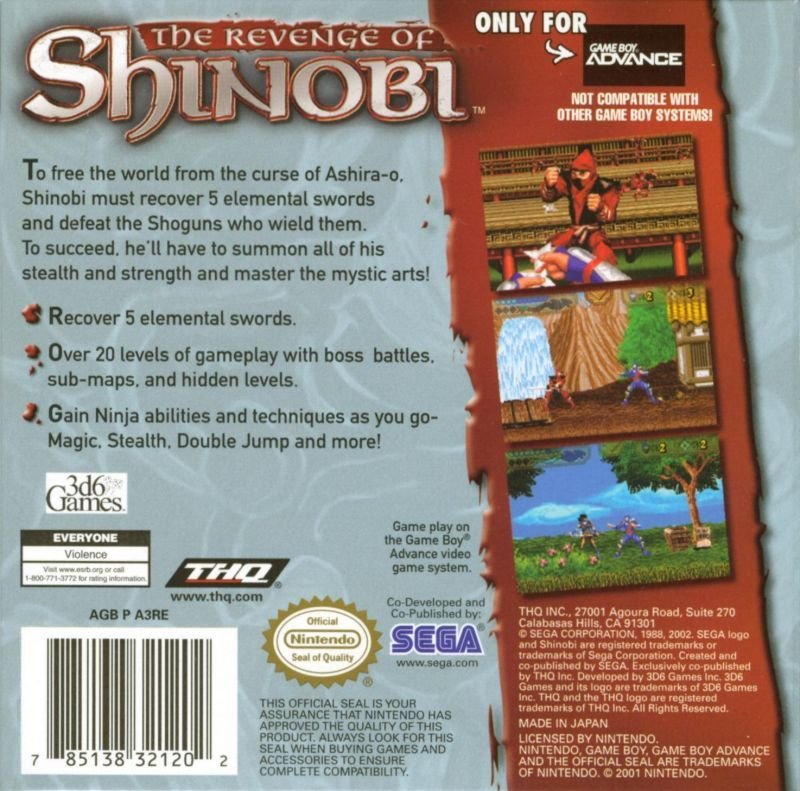 THE REVENGE OF
SHINOBI™
ONLY FOR
GAME BOY
ADVANCE
NOT COMPATIBLE WITH
OTHER GAME BOY SYSTEMS!
To free the world from the curse of Ashira-o,
Shinobi must recover 5 elemental swords
and defeat the Shoguns who wield them.
To succeed, he'll have to summon all of his
stealth and strength and master the mystic arts!
Recover 5 elemental swords.
Over 20 levels of gameplay with boss battles,
sub-maps, and hidden levels.
Gain Ninja abilities and techniques as you go-
Magic, Stealth, Double Jump and more!
2 3
2 2
3d6
Games.
EVERYONE
Violence
Visit www.esrb.org or call
1-800-771-3772 for rating information.
THQ®
www.thq.com
AGB P A3RE
7 85138 32120 2
Game play on
the Game Boy®
Advance video
game system.
Co-Developed and
Co-Published by:
SEGA®
www.sega.com
Official
Nintendo
Seal of Quality
®
THIS OFFICIAL SEAL IS YOUR
ASSURANCE THAT NINTENDO HAS
APPROVED THE QUALITY OF THIS
PRODUCT. ALWAYS LOOK FOR THIS
SEAL WHEN BUYING GAMES AND
ACCESSORIES TO ENSURE
COMPLETE COMPATIBILITY.
THQ INC., 27001 Agoura Road, Suite 270
Calabasas Hills, CA 91301
© SEGA CORPORATION, 1988, 2002. SEGA logo
and Shinobi are registered trademarks or
trademarks of Sega Corporation. Created and
co-published by SEGA. Exclusively co-published
by THQ Inc. Developed by 3D6 Games Inc. 3D6
Games and its logo are trademarks of 3D6 Games
Inc. THQ and the THQ logo are registered
trademarks of THQ Inc. All Rights Reserved.
MADE IN JAPAN
LICENSED BY NINTENDO.
NINTENDO, GAME BOY, GAME BOY ADVANCE
AND THE OFFICIAL SEAL ARE TRADEMARKS
OF NINTENDO. © 2001 NINTENDO.